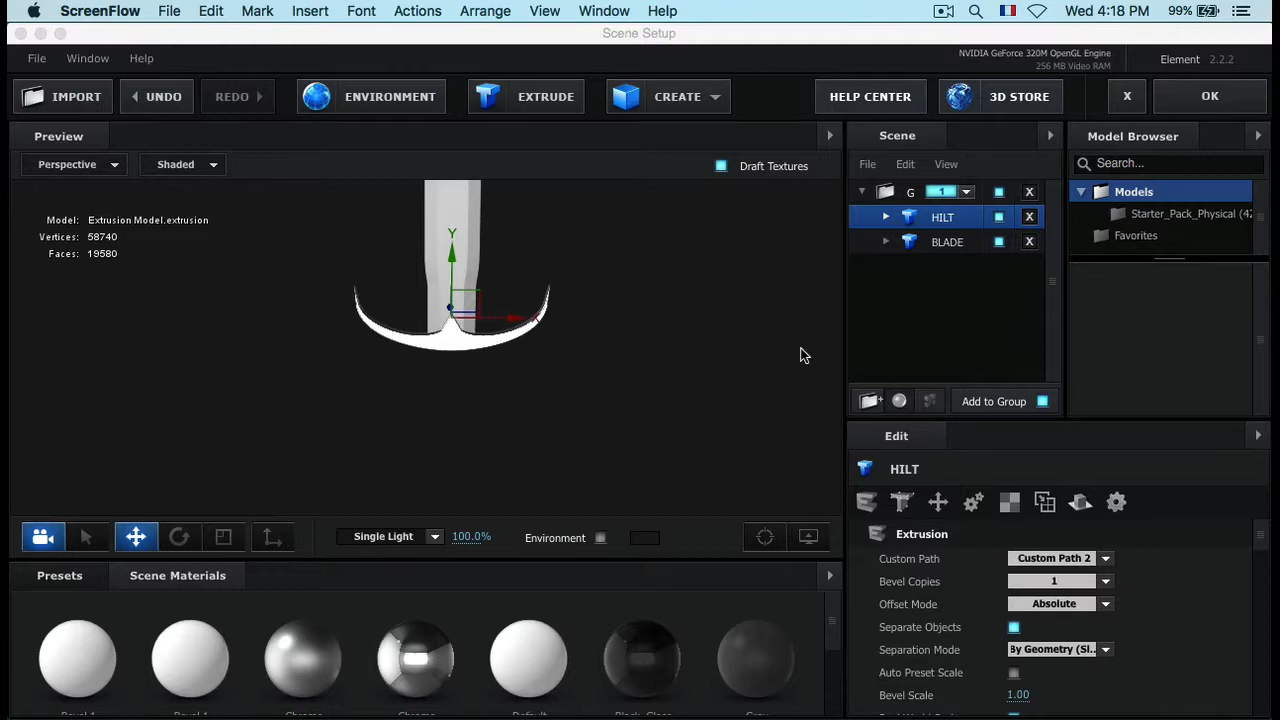 ScreenFlow File Edit Mark Insert Font Actions Arrange View Window Help Wed 4:18 PM 99%
Scene Setup
File Window Help
NVIDIA GeForce 320M OpenGL Engine
256 MB Video RAM
Element 2.2.2
IMPORT UNDO REDO ENVIRONMENT EXTRUDE CREATE HELP CENTER 3D STORE X OK
Preview
Perspective Shaded Draft Textures
Model: Extrusion Model.extrusion
Vertices: 58740
Faces: 19580
Y
X
Single Light 100.0% Environment
Scene
File Edit View
G 1 X
HILT X
BLADE X
Add to Group
Model Browser
Search...
Models
Starter_Pack_Physical (42
Favorites
Edit
HILT
Extrusion
Custom Path Custom Path 2
Bevel Copies 1
Offset Mode Absolute
Separate Objects
Separation Mode By Geometry (Sl..
Auto Preset Scale
Bevel Scale 1.00
Presets Scene Materials